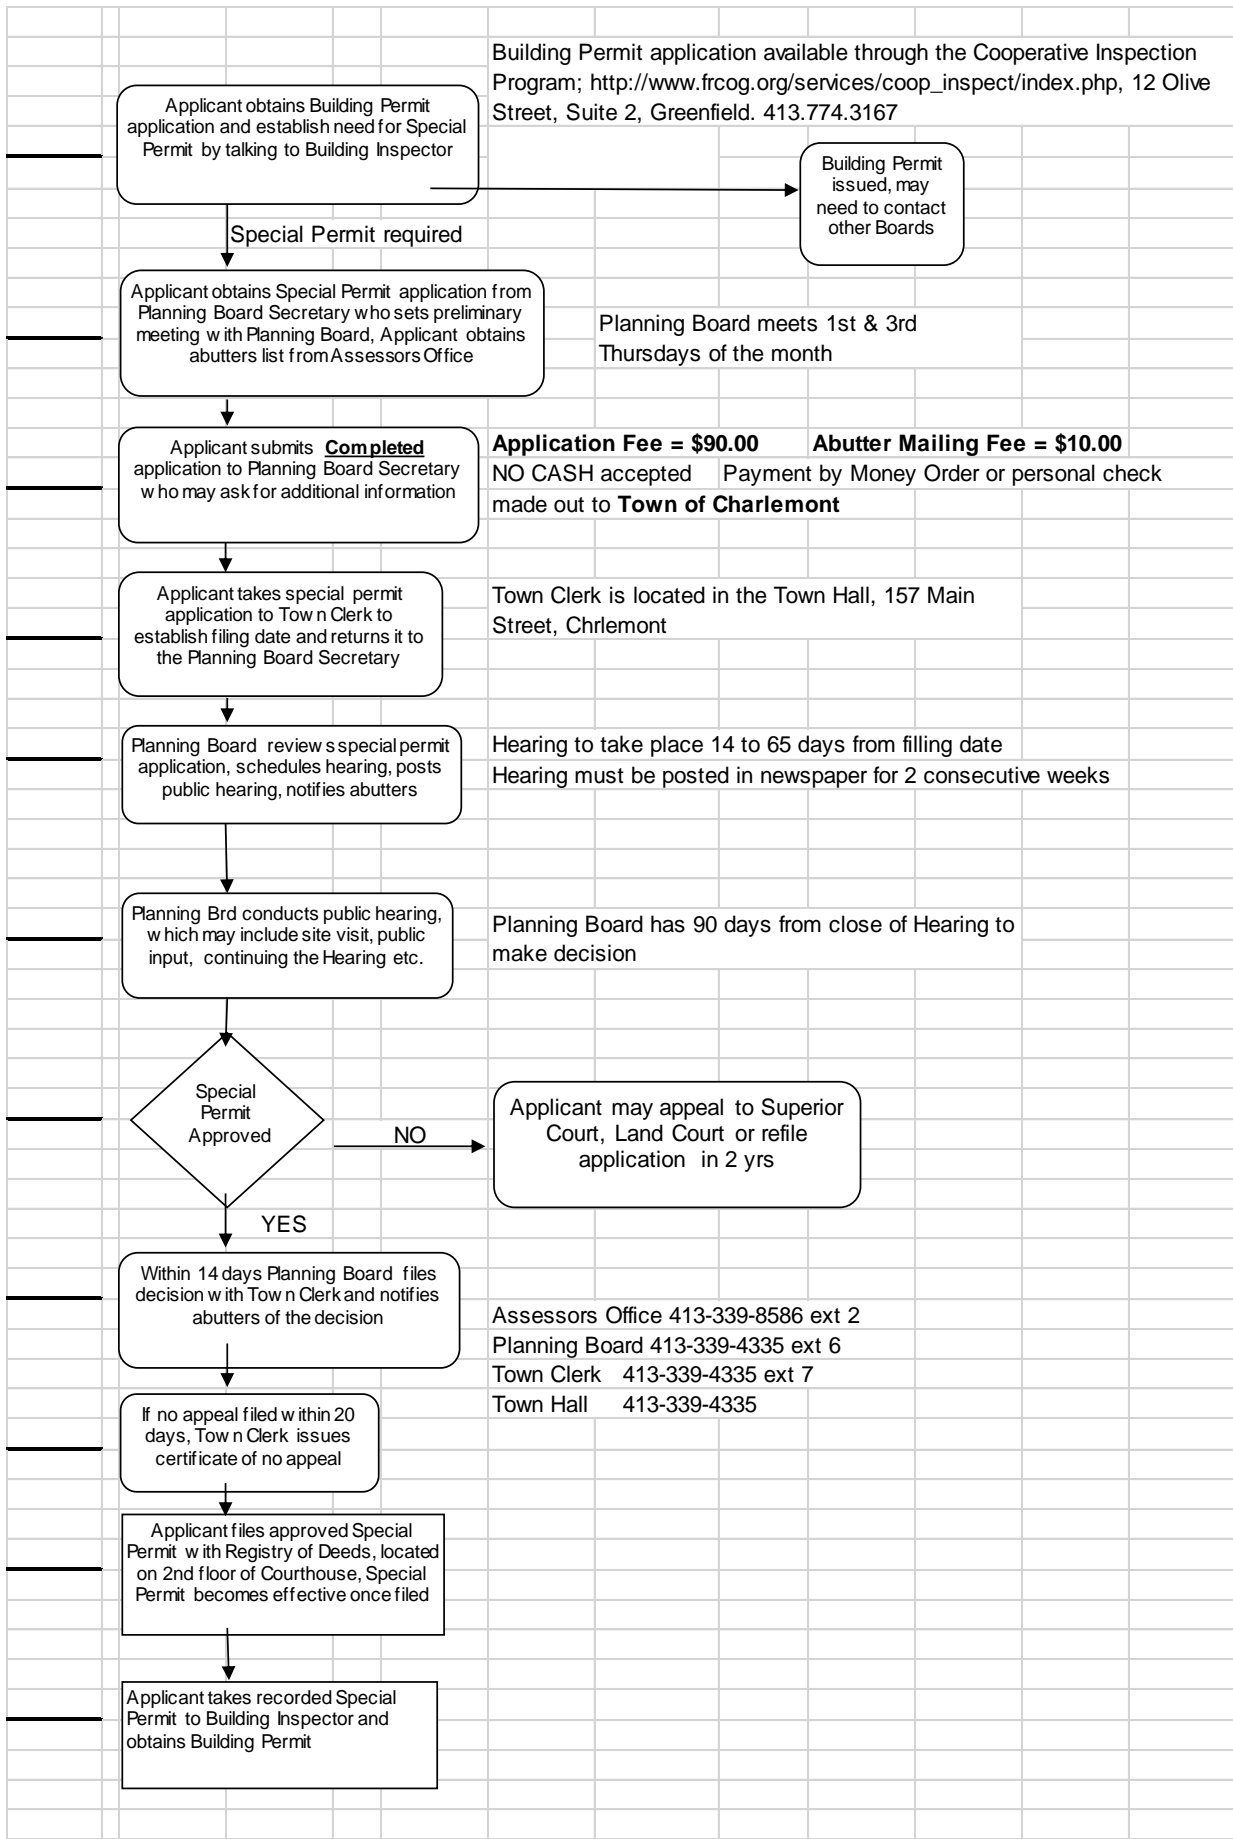 Building Permit application available through the Cooperative Inspection
Program; http://www.frcog.org/services/coop_inspect/index.php, 12 Olive
Street, Suite 2, Greenfield. 413.774.3167
Applicant obtains Building Permit
application and establish need for Special
Permit by talking to Building Inspector
Building Permit
issued, may
need to contact
other Boards
Special Permit required
Applicant obtains Special Permit application from
Planning Board Secretary who sets preliminary
meeting with Planning Board, Applicant obtains
abutters list from Assessors Office
Planning Board meets 1st & 3rd
Thursdays of the month
Applicant submits Completed
application to Planning Board Secretary
who may ask for additional information
Application Fee = $90.00 Abutter Mailing Fee = $10.00
NO CASH accepted Payment by Money Order or personal check
made out to Town of Charlemont
Applicant takes special permit
application to Town Clerk to
establish filing date and returns it to
the Planning Board Secretary
Town Clerk is located in the Town Hall, 157 Main
Street, Chrlemont
Planning Board reviews special permit
application, schedules hearing, posts
public hearing, notifies abutters
Hearing to take place 14 to 65 days from filling date
Hearing must be posted in newspaper for 2 consecutive weeks
Planning Brd conducts public hearing,
which may include site visit, public
input, continuing the Hearing etc.
Planning Board has 90 days from close of Hearing to
make decision
Special
Permit
Approved
NO
Applicant may appeal to Superior
Court, Land Court or refile
application in 2 yrs
YES
Within 14 days Planning Board files
decision with Town Clerk and notifies
abutters of the decision
Assessors Office 413-339-8586 ext 2
Planning Board 413-339-4335 ext 6
Town Clerk 413-339-4335 ext 7
Town Hall 413-339-4335
If no appeal filed within 20
days, Town Clerk issues
certificate of no appeal
Applicant files approved Special
Permit with Registry of Deeds, located
on 2nd floor of Courthouse, Special
Permit becomes effective once filed
Applicant takes recorded Special
Permit to Building Inspector and
obtains Building Permit